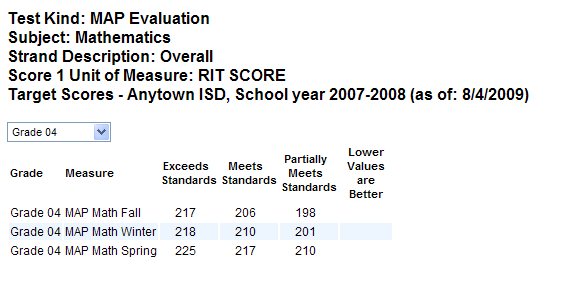 Test Kind: MAP Evaluation
Subject: Mathematics
Strand Description: Overall
Score 1 Unit of Measure: RIT SCORE
Target Scores - Anytown ISD, School year 2007-2008 (as of: 8/4/2009)
Grade 04
Grade Measure Exceeds Standards Meets Standards Partially Meets Standards Lower Values are Better
Grade 04 MAP Math Fall 217 206 198
Grade 04 MAP Math Winter 218 210 201
Grade 04 MAP Math Spring 225 217 210